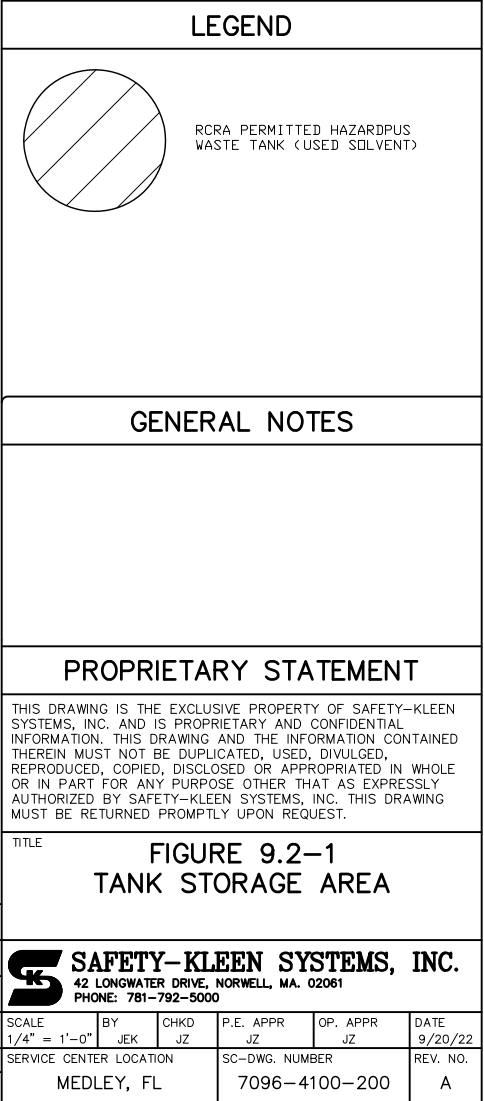 LEGEND
RCRA PERMITTED HAZARDPUS
WASTE TANK (USED SOLVENT)
GENERAL NOTES
PROPRIETARY STATEMENT
THIS DRAWING IS THE EXCLUSIVE PROPERTY OF SAFETY-KLEEN
SYSTEMS, INC. AND IS PROPRIETARY AND CONFIDENTIAL
INFORMATION. THIS DRAWING AND THE INFORMATION CONTAINED
THEREIN MUST NOT BE DUPLICATED, USED, DIVULGED,
REPRODUCED, COPIED, DISCLOSED OR APPROPRIATED IN WHOLE
OR IN PART FOR ANY PURPOSE OTHER THAT AS EXPRESSLY
AUTHORIZED BY SAFETY-KLEEN SYSTEMS, INC. THIS DRAWING
MUST BE RETURNED PROMPTLY UPON REQUEST.
TITLE
FIGURE 9.2-1
TANK STORAGE AREA
SK
SAFETY-KLEEN SYSTEMS, INC.
42 LONGWATER DRIVE, NORWELL, MA. 02061
PHONE: 781-792-5000
SCALE BY CHKD P.E. APPR OP. APPR DATE
1/4" = 1'-0" JEK JZ JZ JZ 9/20/22
SERVICE CENTER LOCATION SC-DWG. NUMBER REV. NO.
MEDLEY, FL 7096-4100-200 A